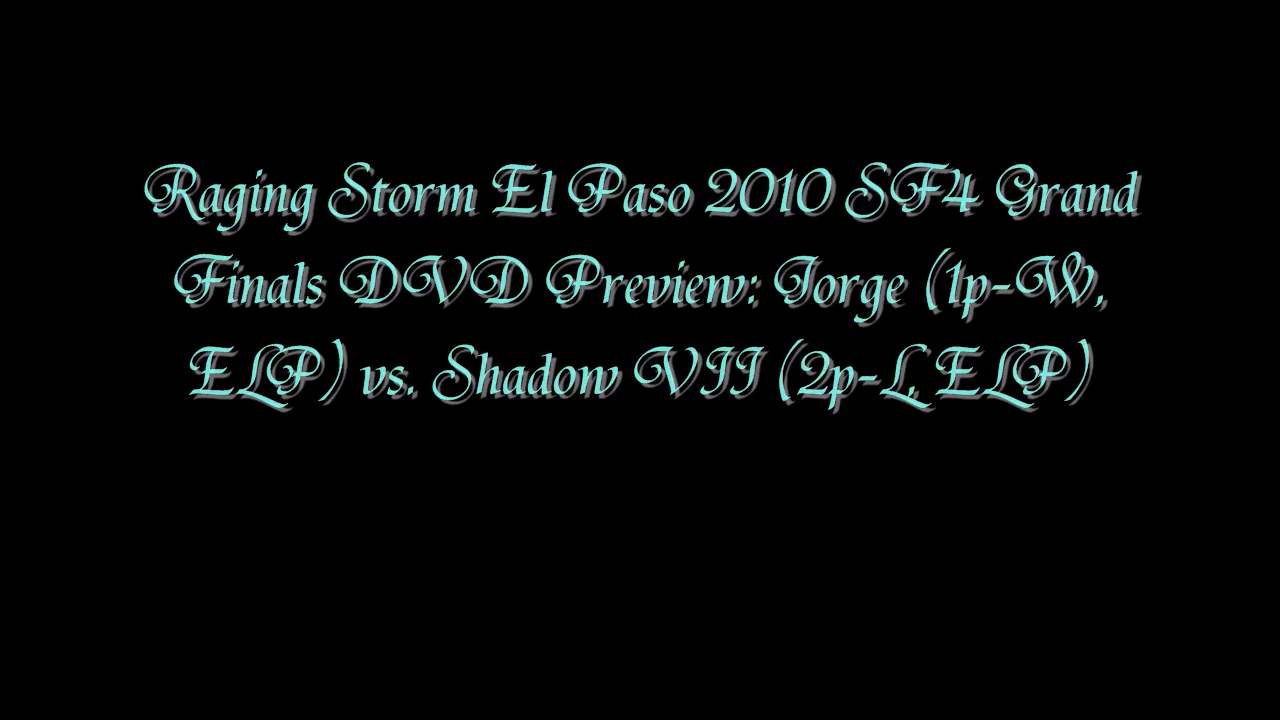 Raging Storm El Paso 2010 SF4 Grand
Finals DVD Preview: Jorge (1p-W,
ELP) vs. Shadow VII (2p-L, ELP)